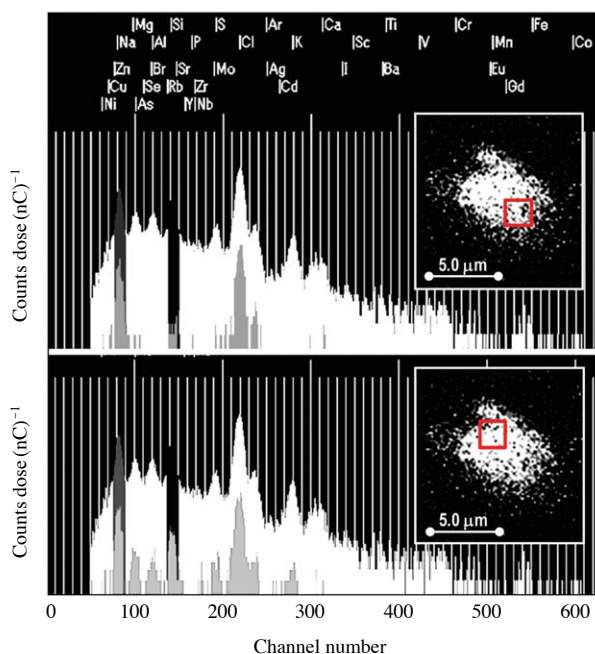 |Mg |Si |S |Ar |Ca |Ti |Cr |Fe
|Na |Al |P |Cl |K |Sc |V |Mn |Co
|Zn |Br |Sr |Mo |Ag |I |Ba |Eu
|Cu |Se |Rb |Zr |Cd |Gd
|Ni |As |Y |Nb
Counts dose (nC)⁻¹
5.0 μm
Counts dose (nC)⁻¹
5.0 μm
0 100 200 300 400 500 600
Channel number